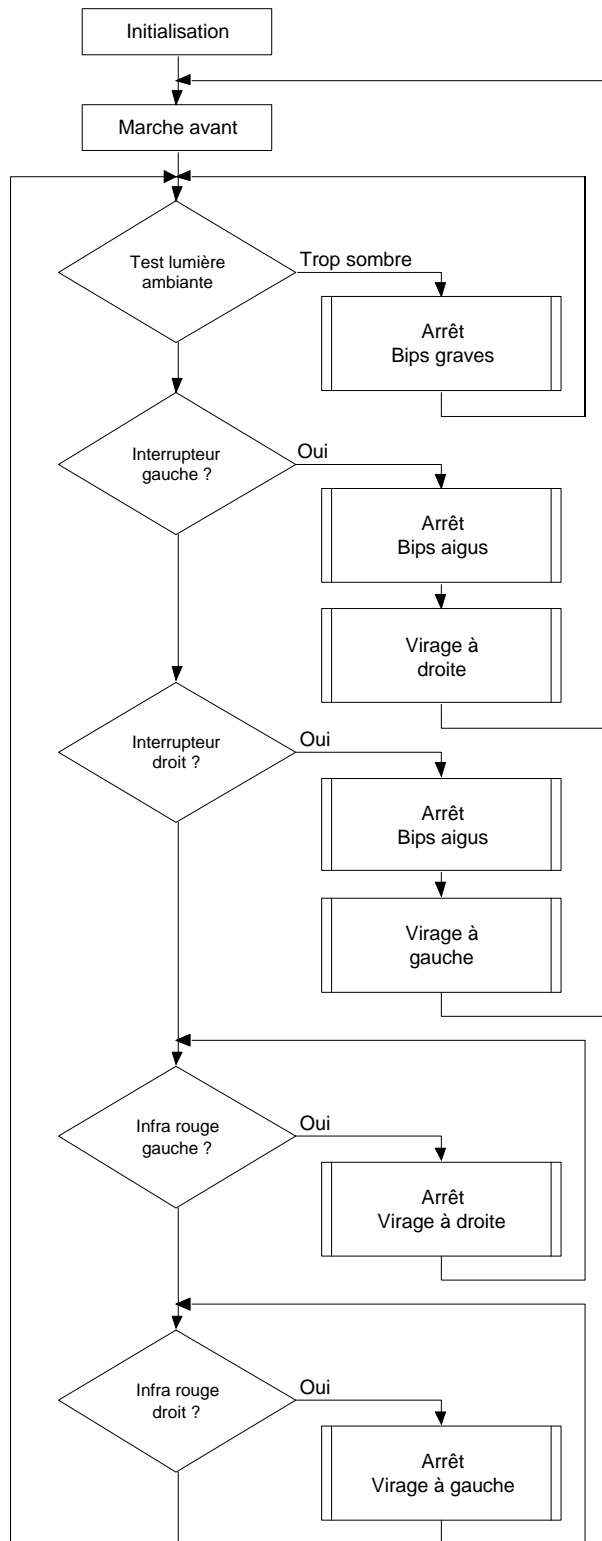 Initialisation
Marche avant
Test lumière
ambiante
Trop sombre
Arrêt
Bips graves
Interrupteur
gauche ?
Oui
Arrêt
Bips aigus
Virage à
droite
Interrupteur
droit ?
Oui
Arrêt
Bips aigus
Virage à
gauche
Infra rouge
gauche ?
Oui
Arrêt
Virage à droite
Infra rouge
droit ?
Oui
Arrêt
Virage à gauche